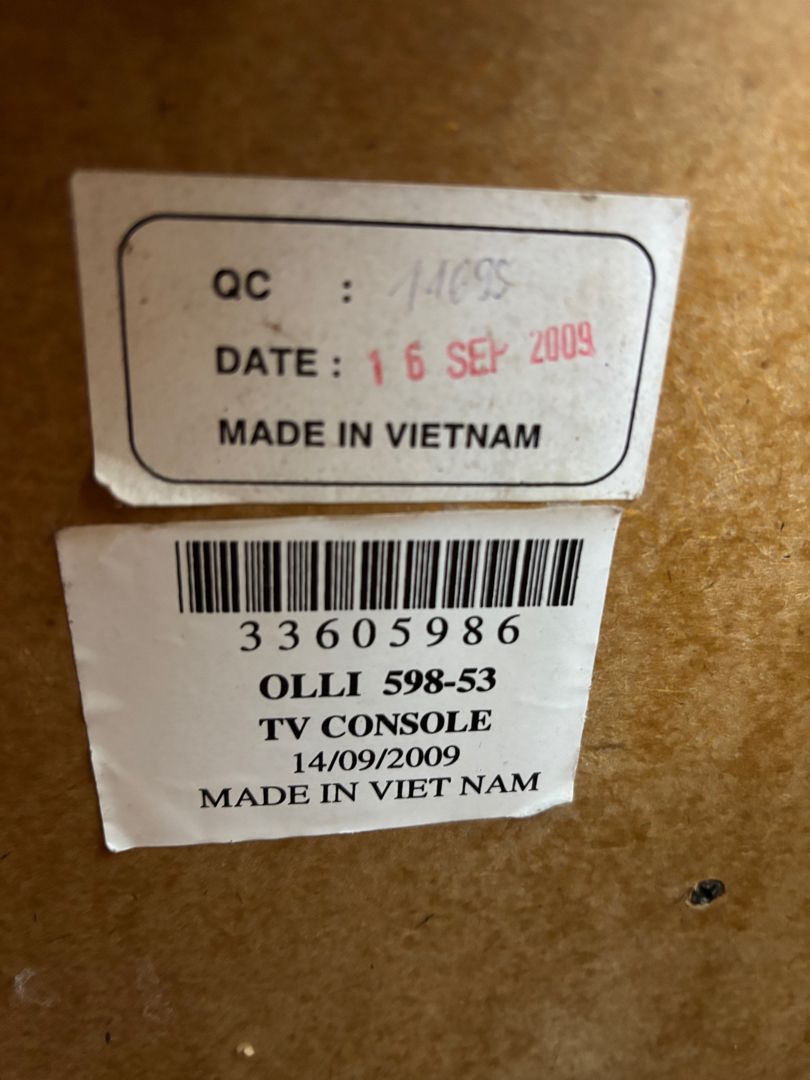 QC :
DATE : 16 SEP 2009
MADE IN VIETNAM
33605986
OLLI 598-53
TV CONSOLE
14/09/2009
MADE IN VIET NAM